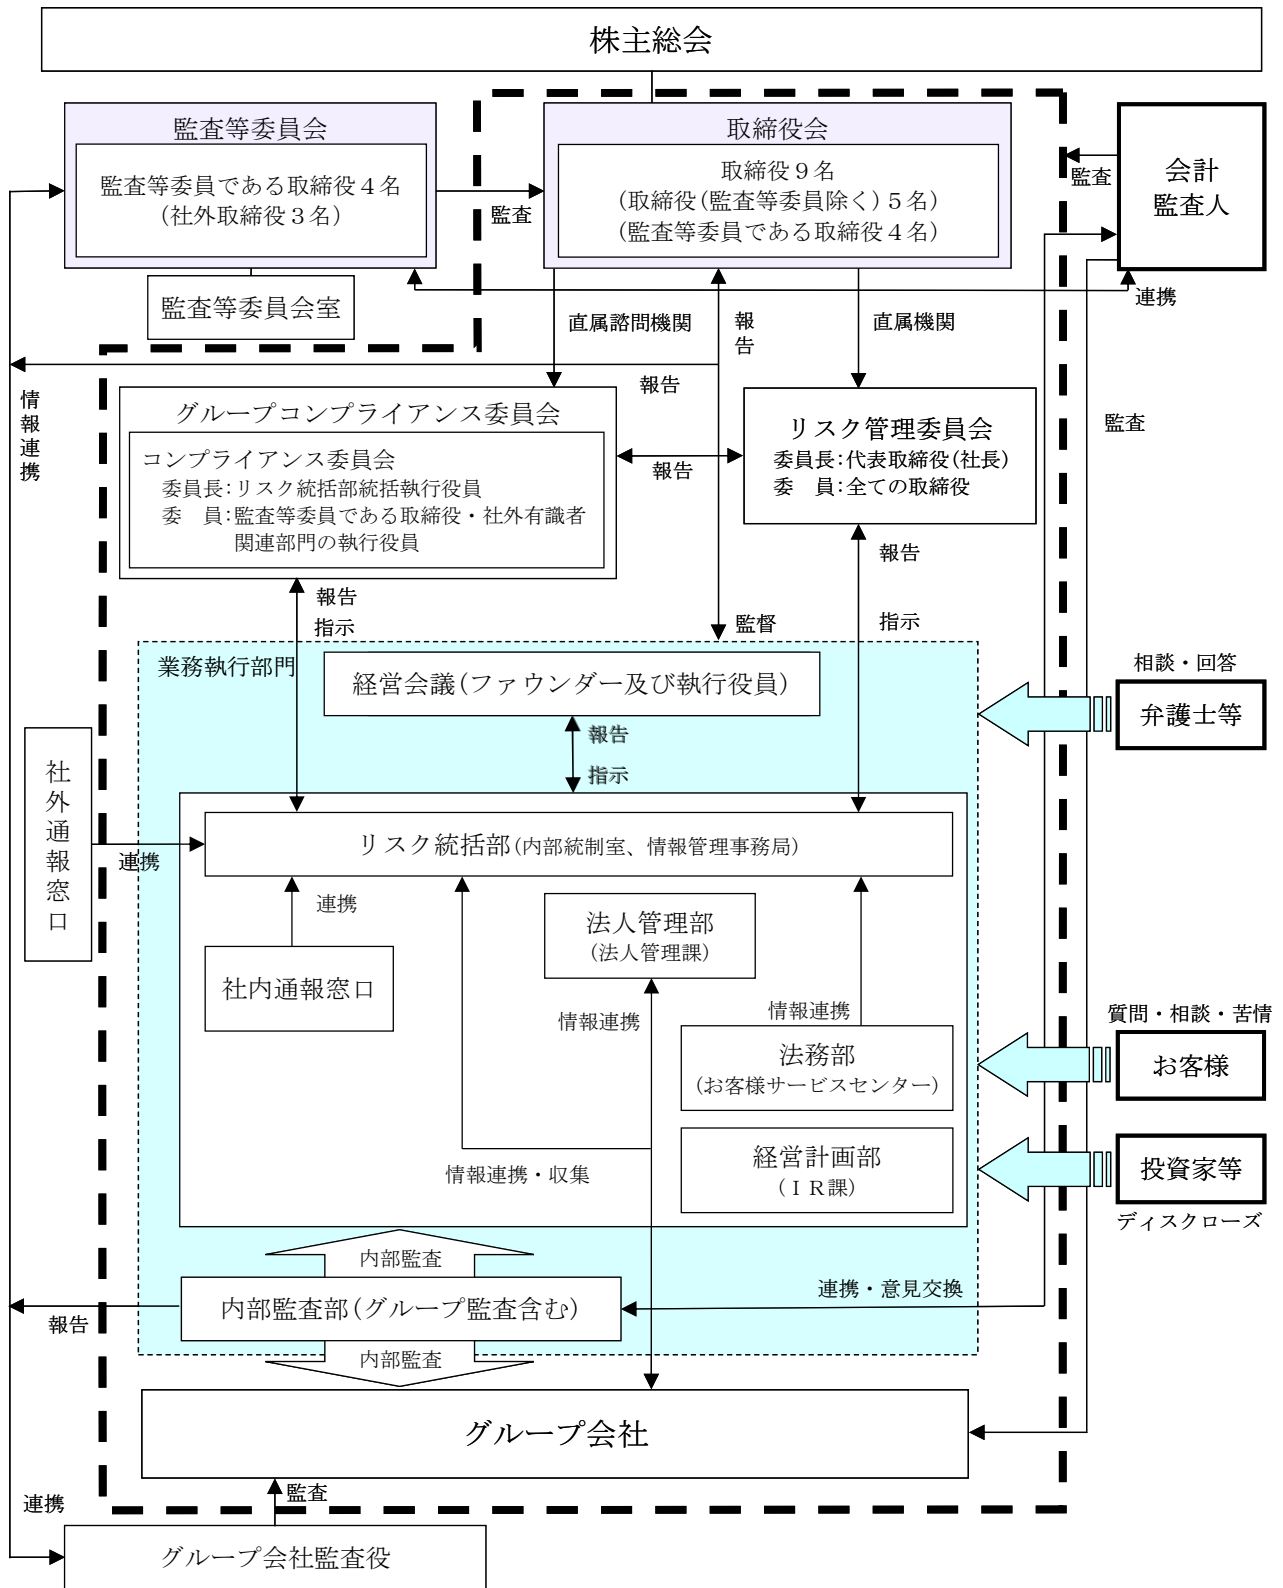 株主総会
監査等委員会
監査等委員である取締役４名
(社外取締役３名)
監査等委員会室
監査
取締役会
取締役９名
(取締役(監査等委員除く)５名)
(監査等委員である取締役４名)
監査
会計
監査人
連携
直属諮問機関
報告
直属機関
報告
情報連携
監査
グループコンプライアンス委員会
コンプライアンス委員会
委員長：リスク統括部統括執行役員
委　員：監査等委員である取締役・社外有識者
関連部門の執行役員
報告
リスク管理委員会
委員長：代表取締役(社長)
委　員：全ての取締役
報告
指示
監督
報告
指示
業務執行部門
経営会議(ファウンダー及び執行役員)
報告
指示
相談・回答
弁護士等
社外通報窓口
連携
リスク統括部(内部統制室、情報管理事務局)
連携
社内通報窓口
法人管理部
(法人管理課)
情報連携
情報連携
法務部
(お客様サービスセンター)
質問・相談・苦情
お客様
情報連携・収集
経営計画部
(ＩＲ課)
投資家等
ディスクローズ
内部監査
内部監査部(グループ監査含む)
連携・意見交換
報告
内部監査
グループ会社
監査
連携
グループ会社監査役